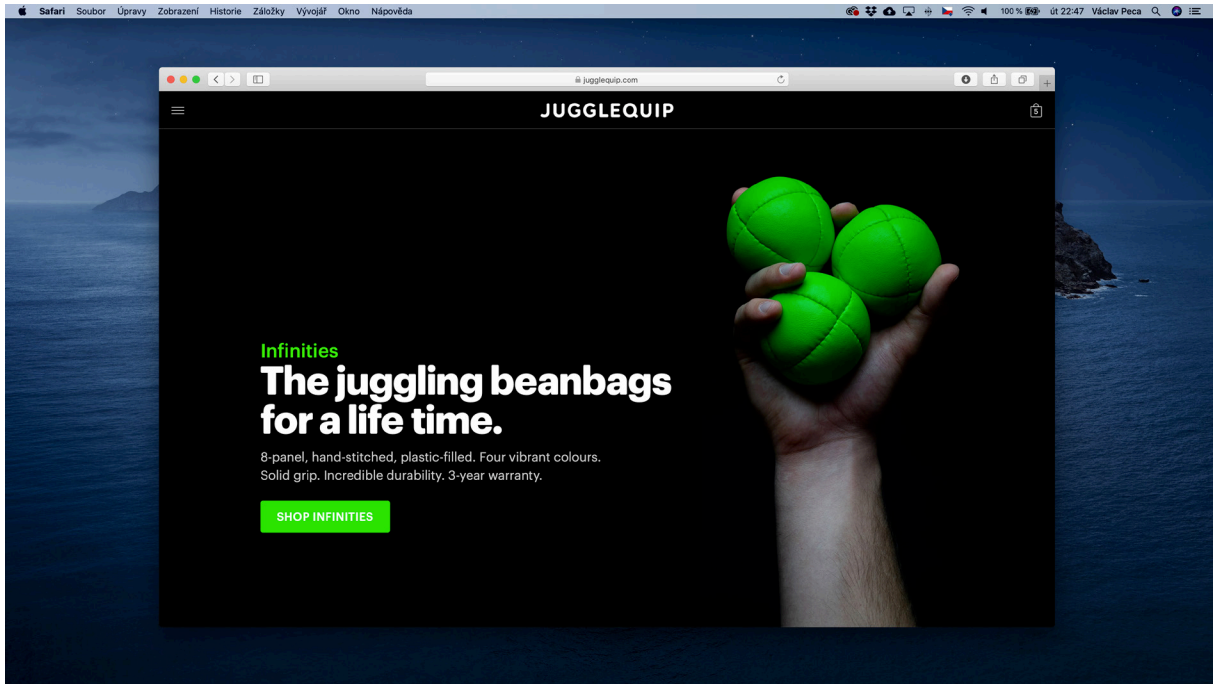 Safari Soubor Úpravy Zobrazení Historie Záložky Vývojář Okno Nápověda 100 % út 22:47 Václav Peca
jugglequip.com
JUGGLEQUIP
5
Infinities
The juggling beanbags
for a life time.
8-panel, hand-stitched, plastic-filled. Four vibrant colours.
Solid grip. Incredible durability. 3-year warranty.
SHOP INFINITIES